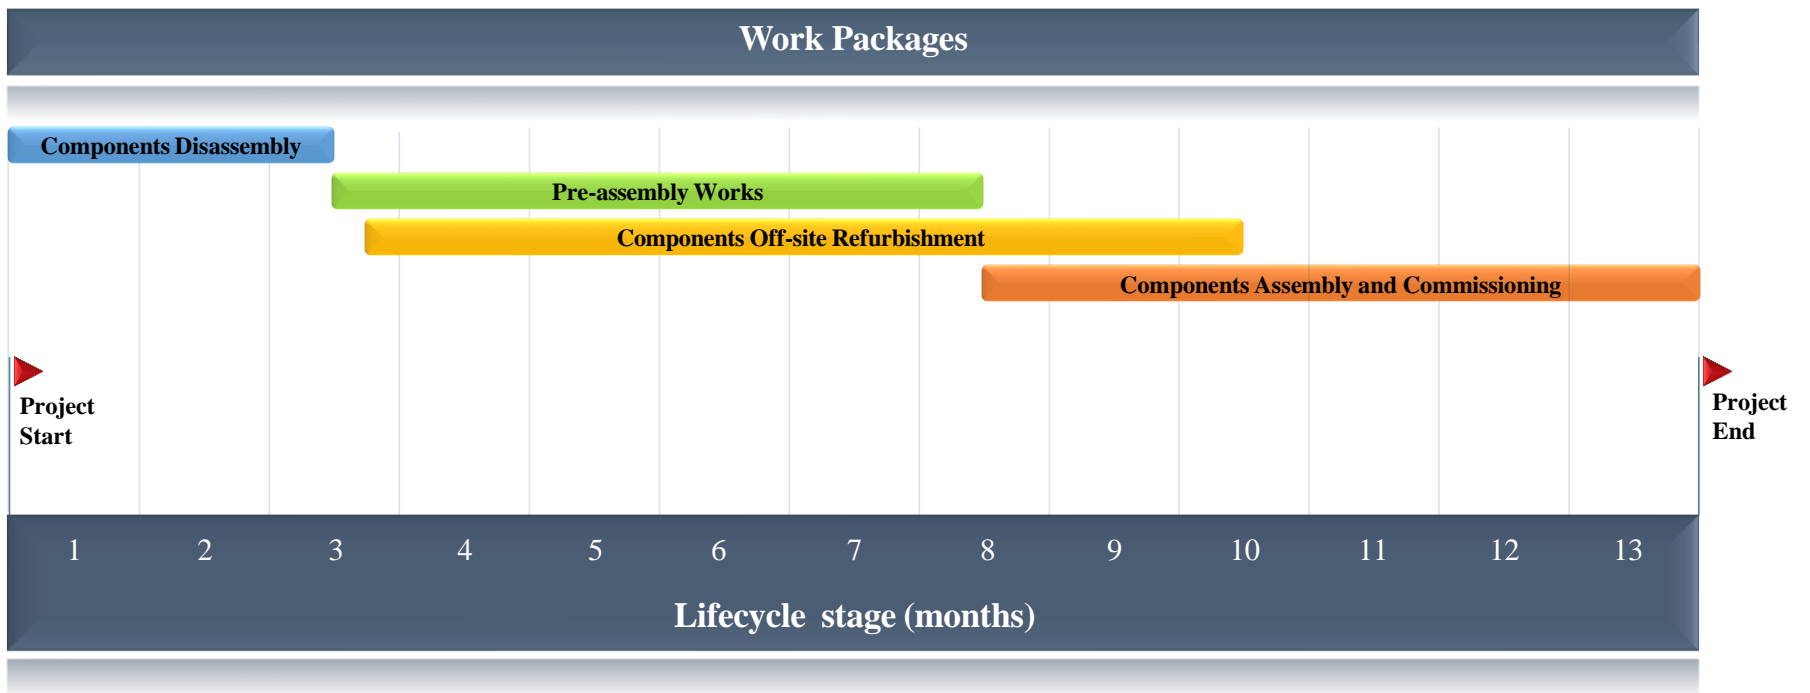 Work Packages
Components Disassembly
Pre-assembly Works
Components Off-site Refurbishment
Components Assembly and Commissioning
Project
Start
Project
End
1 2 3 4 5 6 7 8 9 10 11 12 13
Lifecycle stage (months)